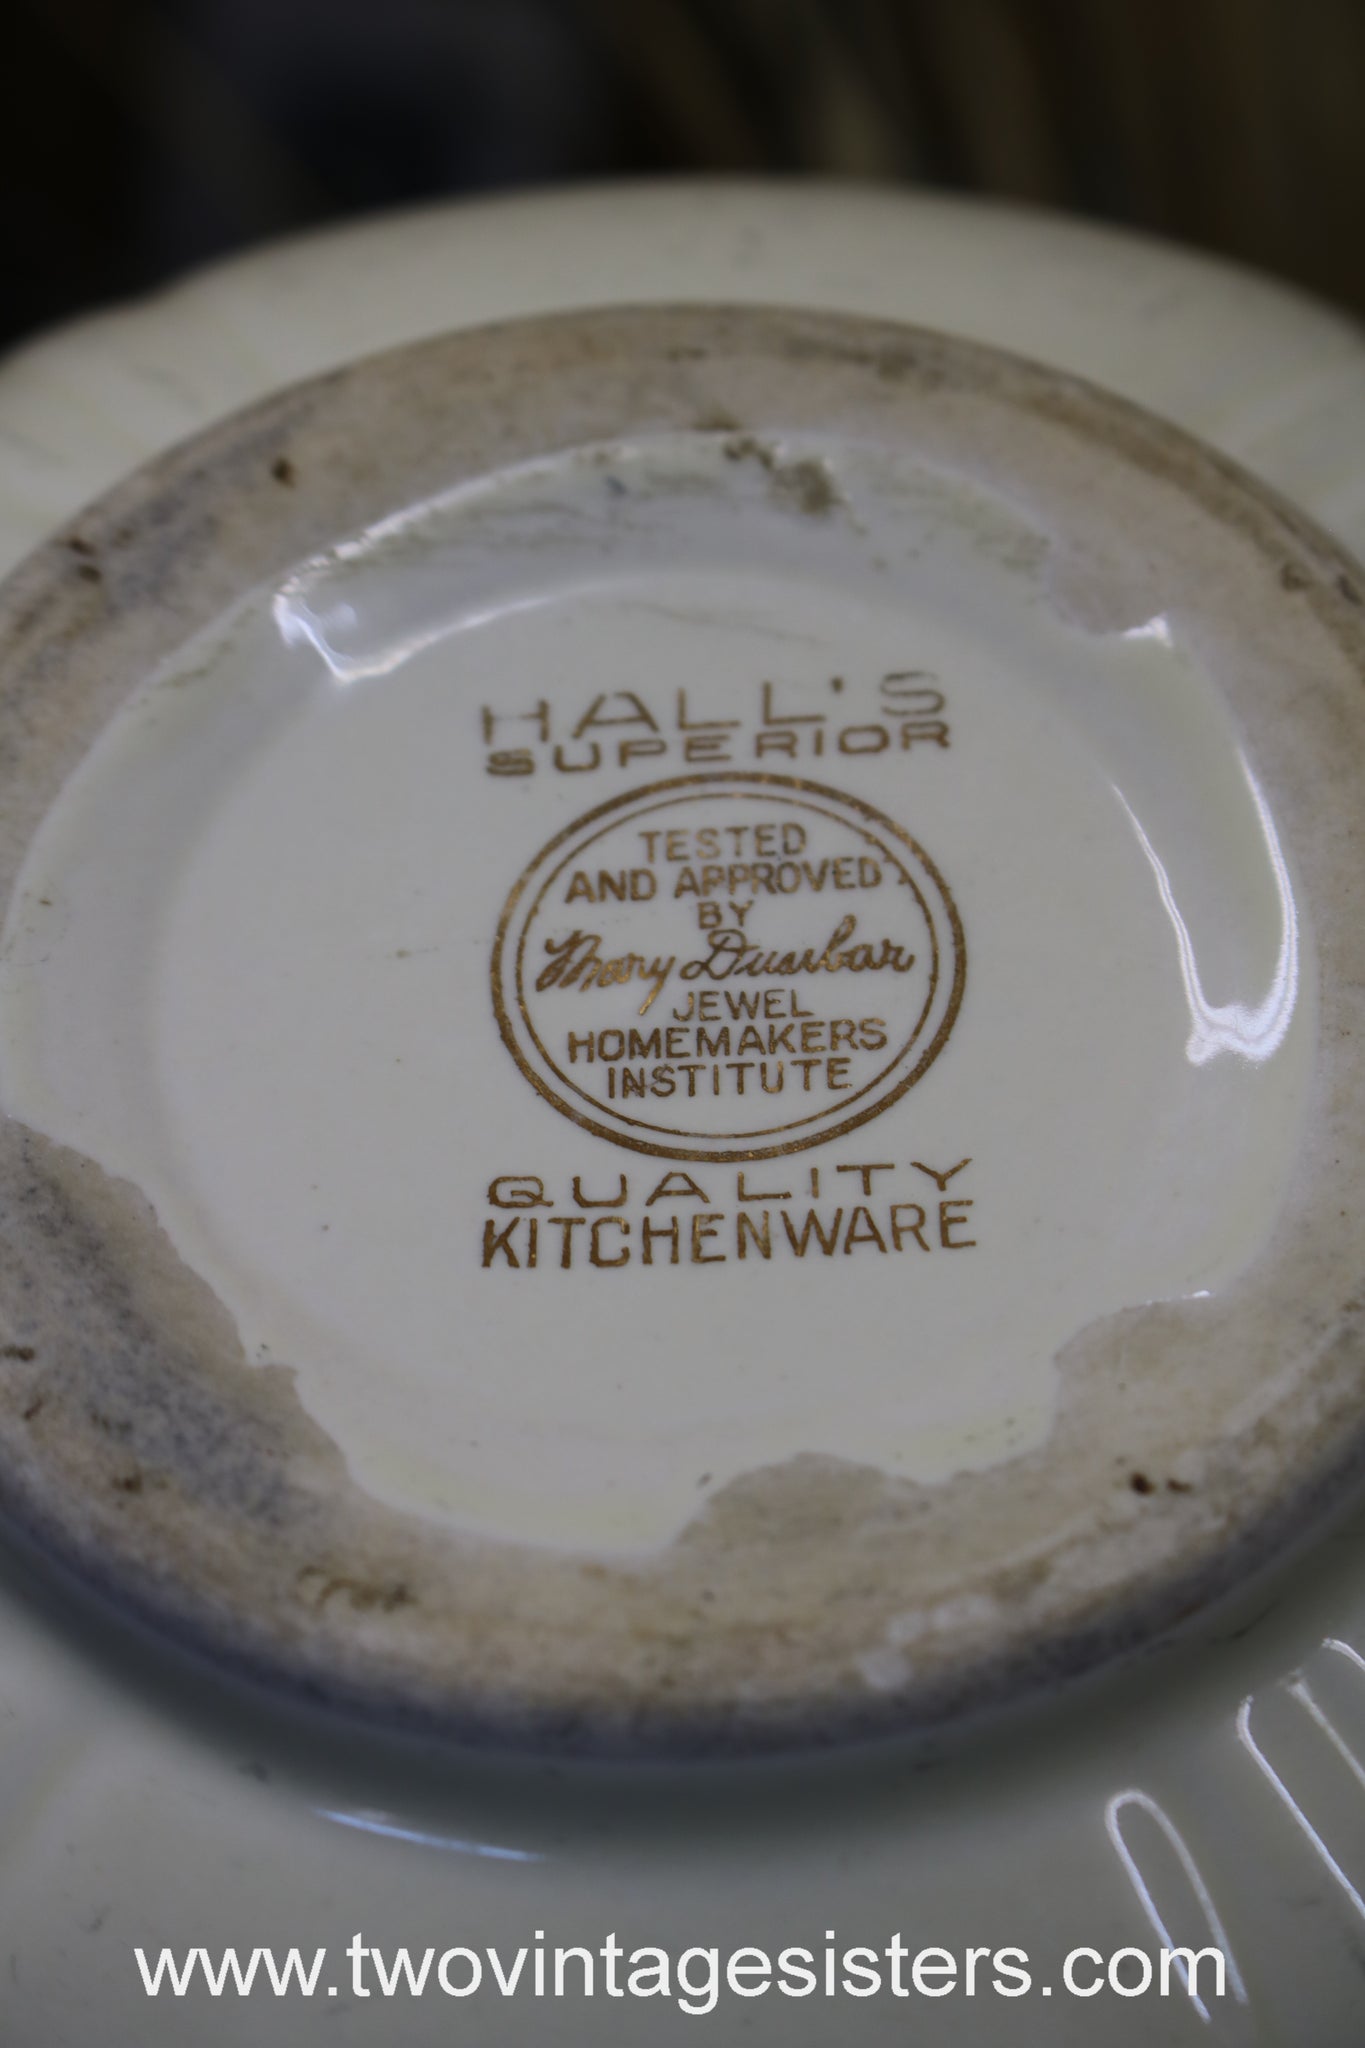 HALL'S
SUPERIOR
TESTED
AND APPROVED
BY
Mary Dunbar
JEWEL
HOMEMAKERS
INSTITUTE
QUALITY
KITCHENWARE
www.twovintagesisters.com